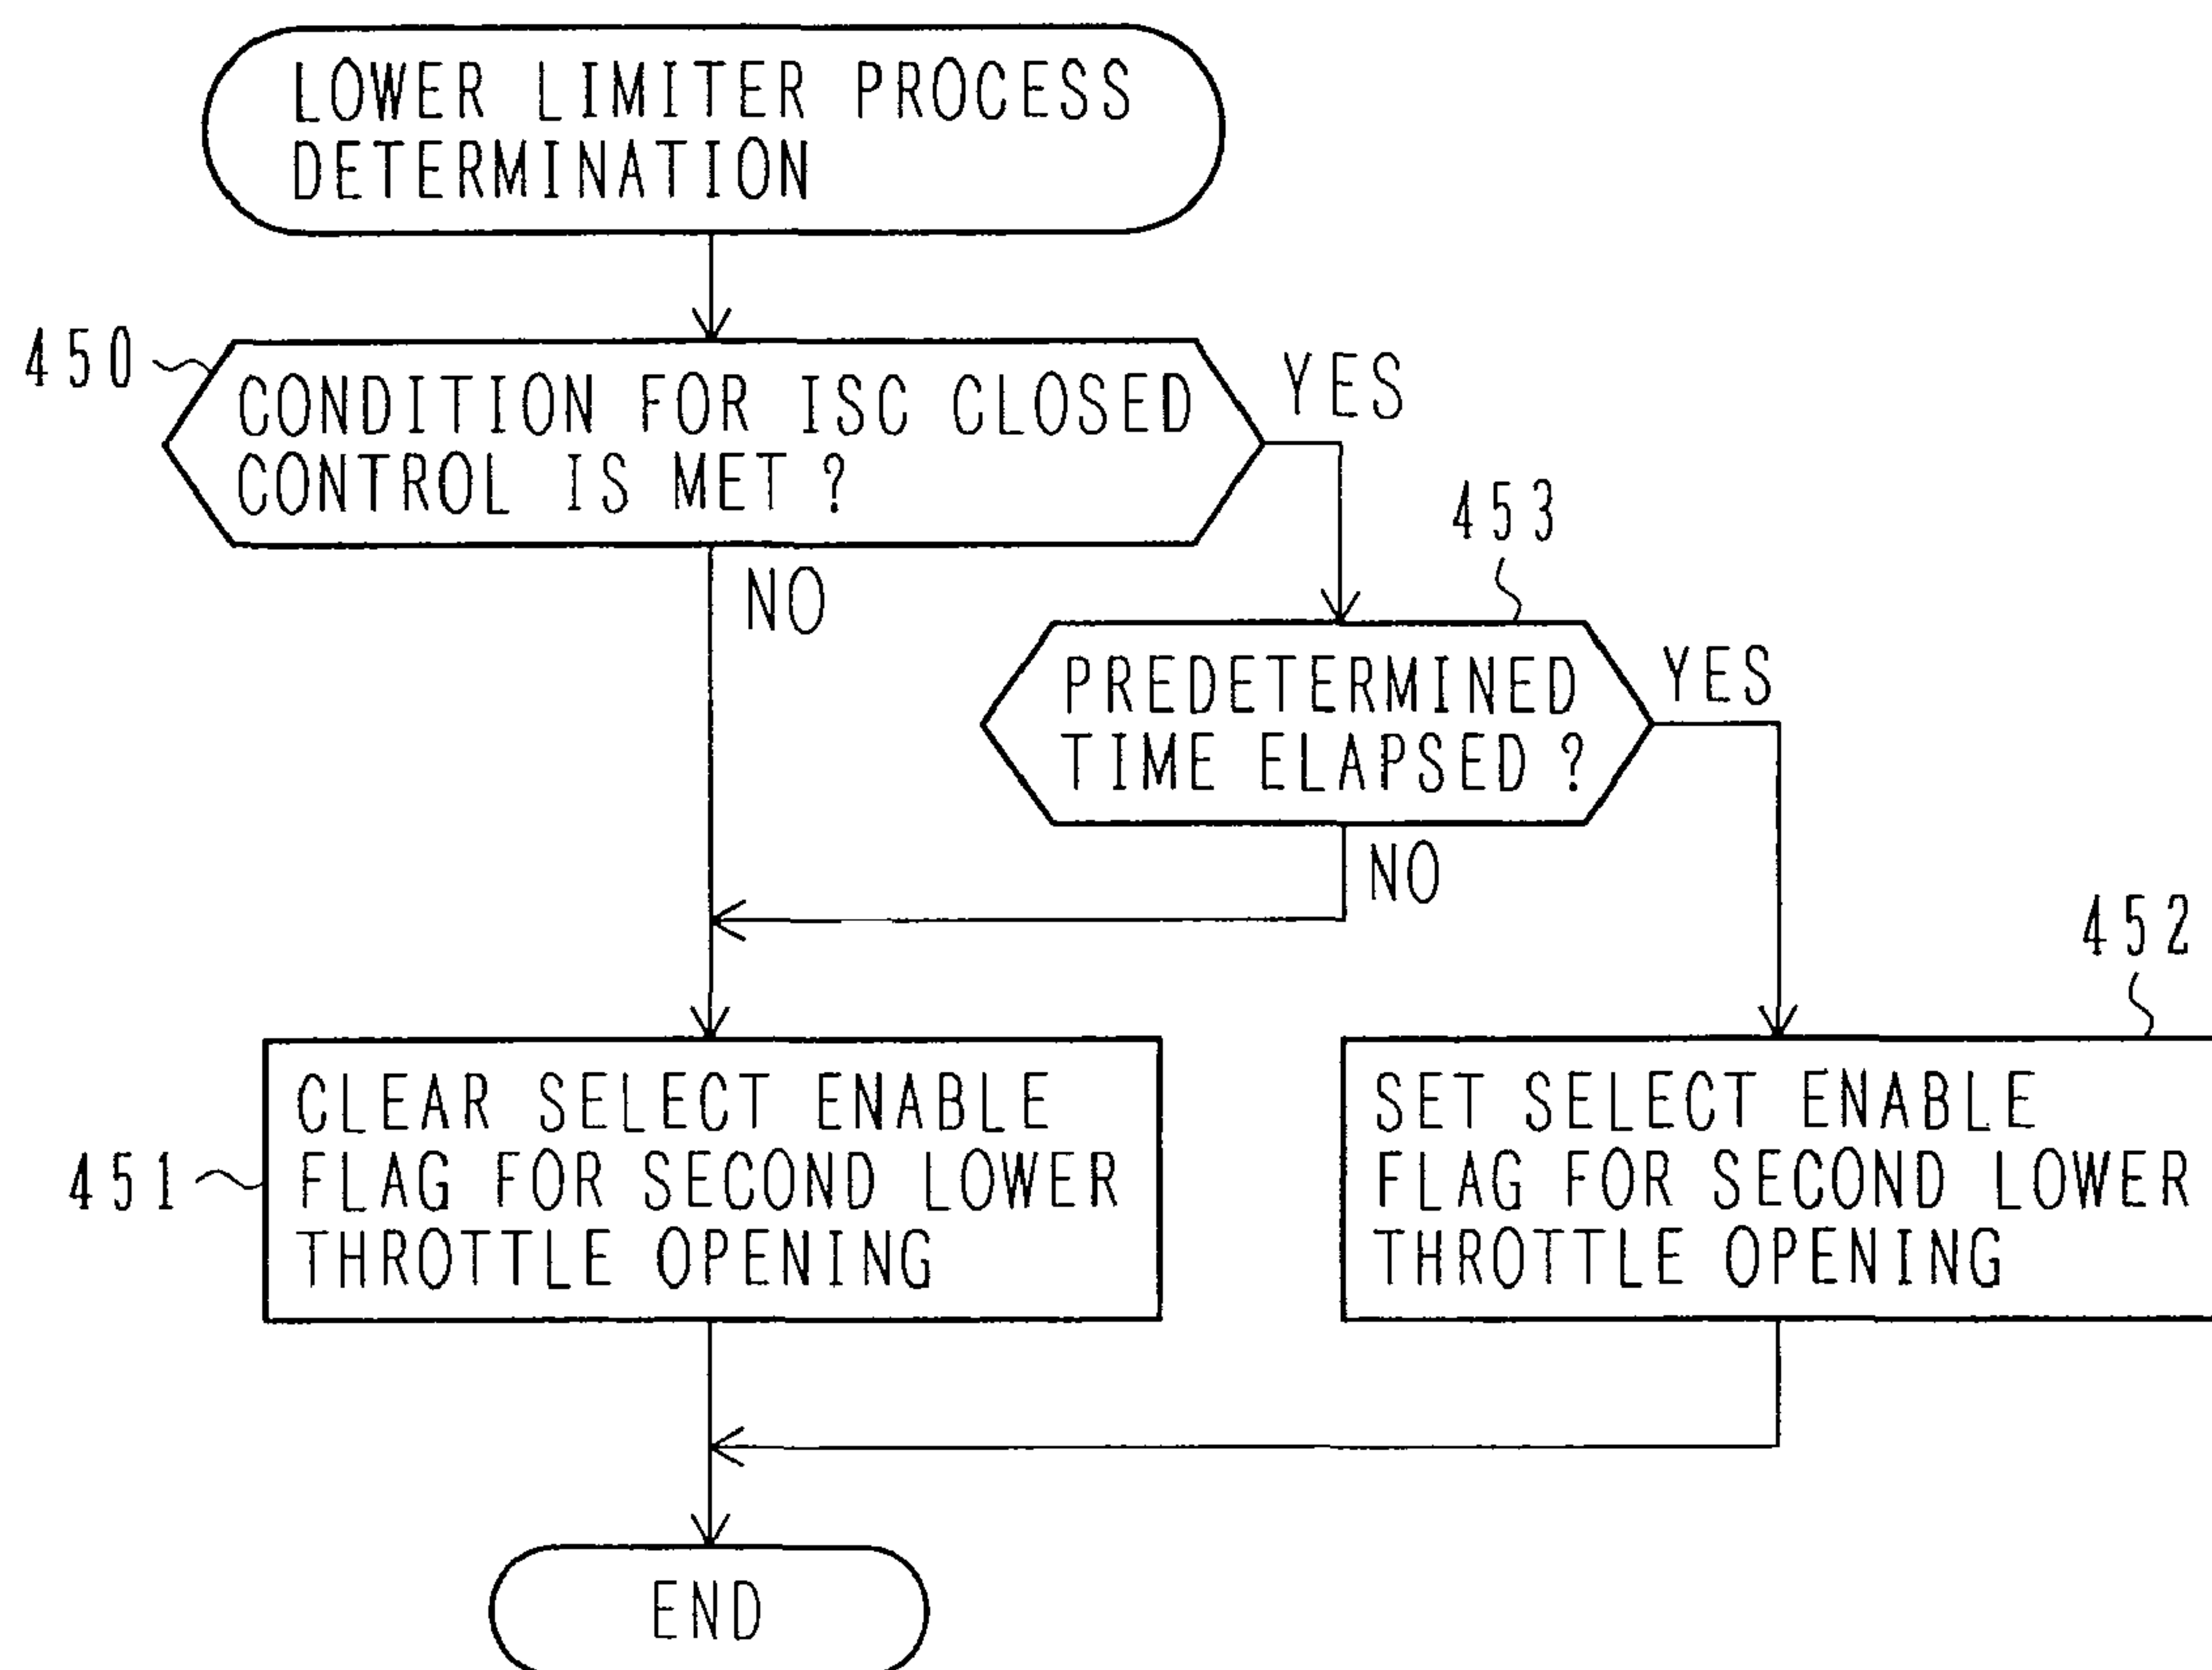 LOWER LIMITER PROCESS
DETERMINATION
450
CONDITION FOR ISC CLOSED
CONTROL IS MET ?
YES
NO
453
PREDETERMINED
TIME ELAPSED ?
YES
NO
452
451
CLEAR SELECT ENABLE
FLAG FOR SECOND LOWER
THROTTLE OPENING
SET SELECT ENABLE
FLAG FOR SECOND LOWER
THROTTLE OPENING
END